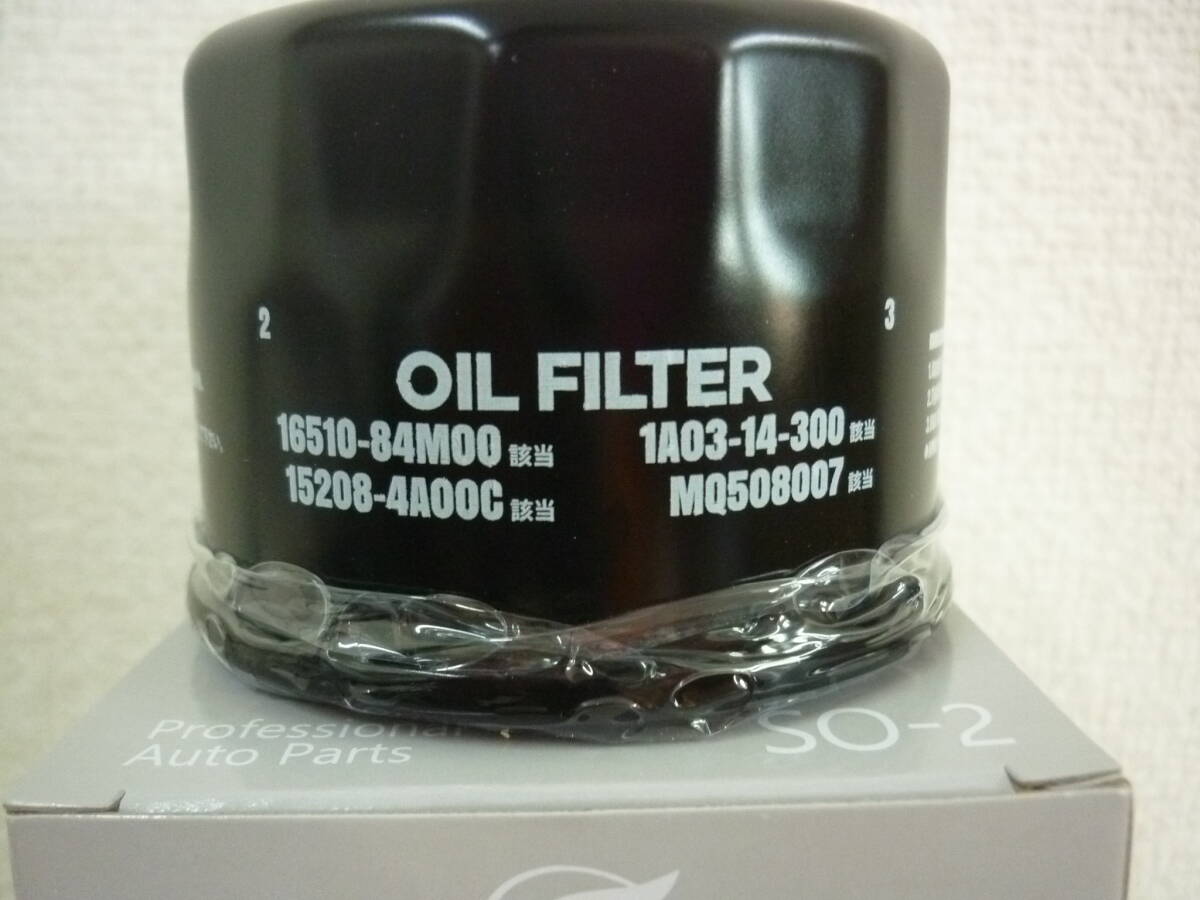 2
3
OIL FILTER
16510-84M00 該当
1A03-14-300 該当
15208-4A00C 該当
MQ508007 該当
Professional
Auto Parts
SO-2